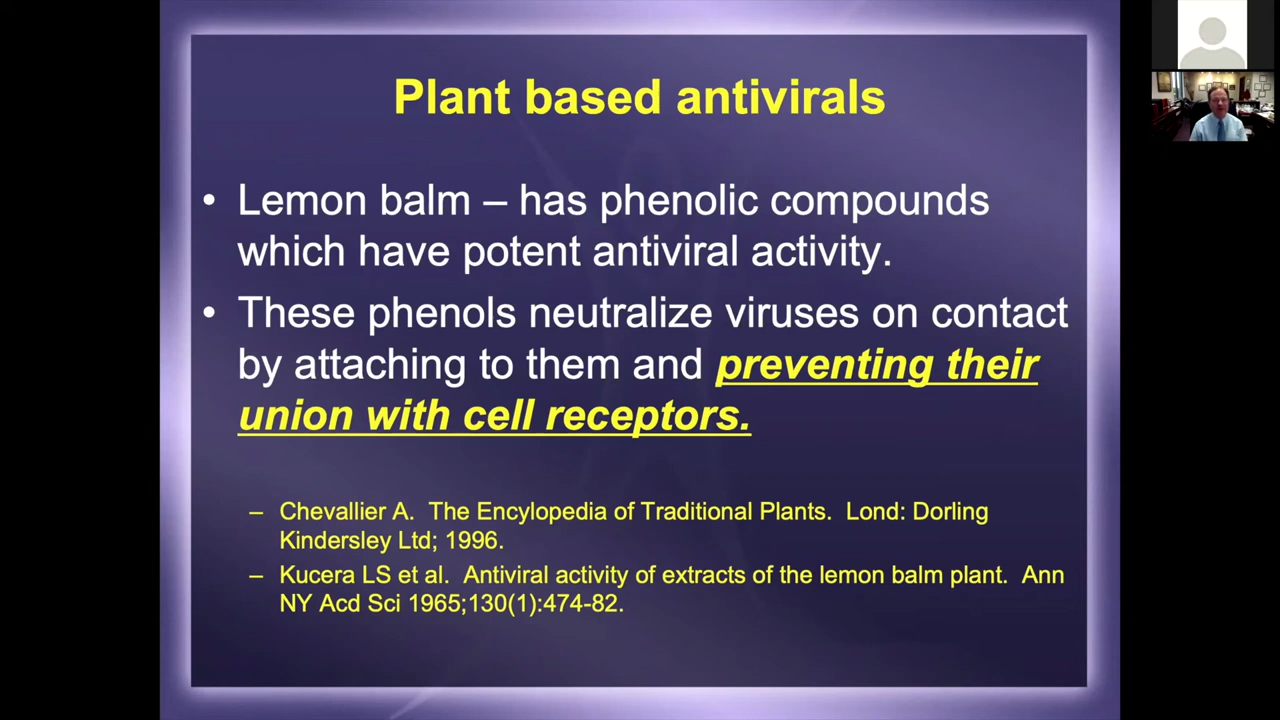 Plant based antivirals
• Lemon balm – has phenolic compounds
which have potent antiviral activity.
• These phenols neutralize viruses on contact
by attaching to them and preventing their
union with cell receptors.
– Chevallier A. The Encylopedia of Traditional Plants. Lond: Dorling
Kindersley Ltd; 1996.
– Kucera LS et al. Antiviral activity of extracts of the lemon balm plant. Ann
NY Acd Sci 1965;130(1):474-82.